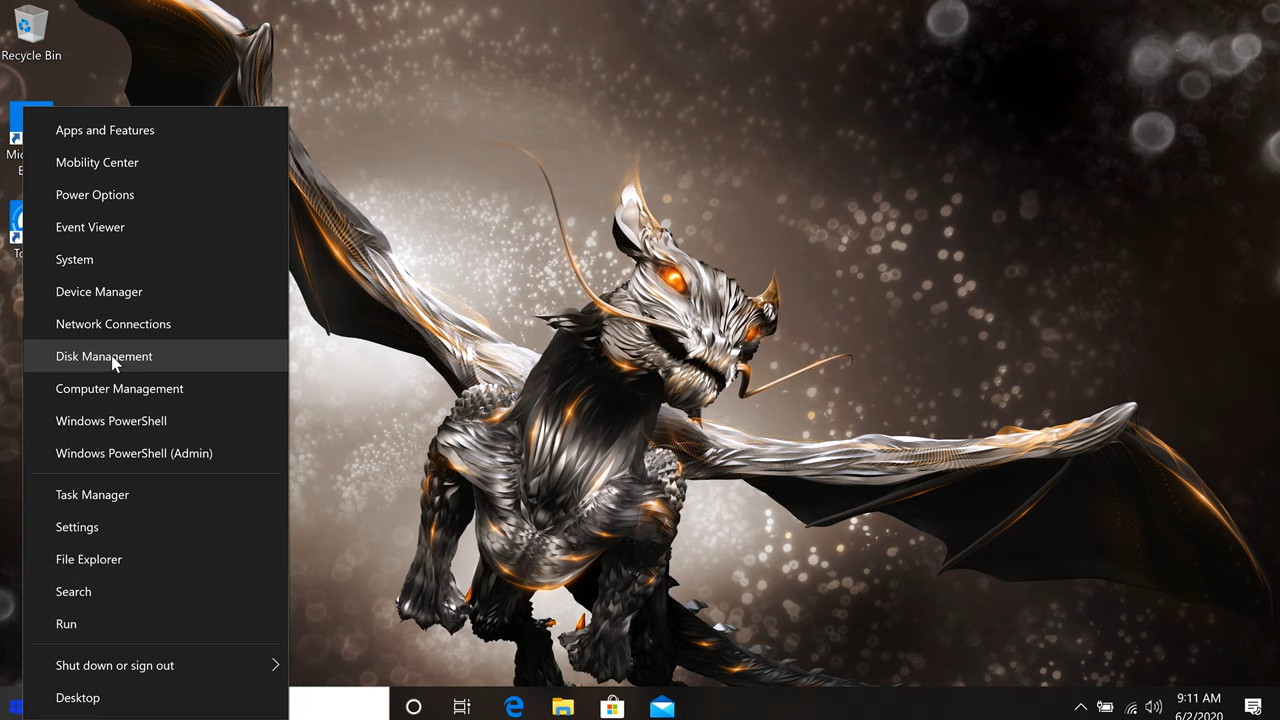 Recycle Bin
Mic
E
To
Apps and Features
Mobility Center
Power Options
Event Viewer
System
Device Manager
Network Connections
Disk Management
Computer Management
Windows PowerShell
Windows PowerShell (Admin)
Task Manager
Settings
File Explorer
Search
Run
Shut down or sign out
Desktop
9:11 AM
6/2/2020